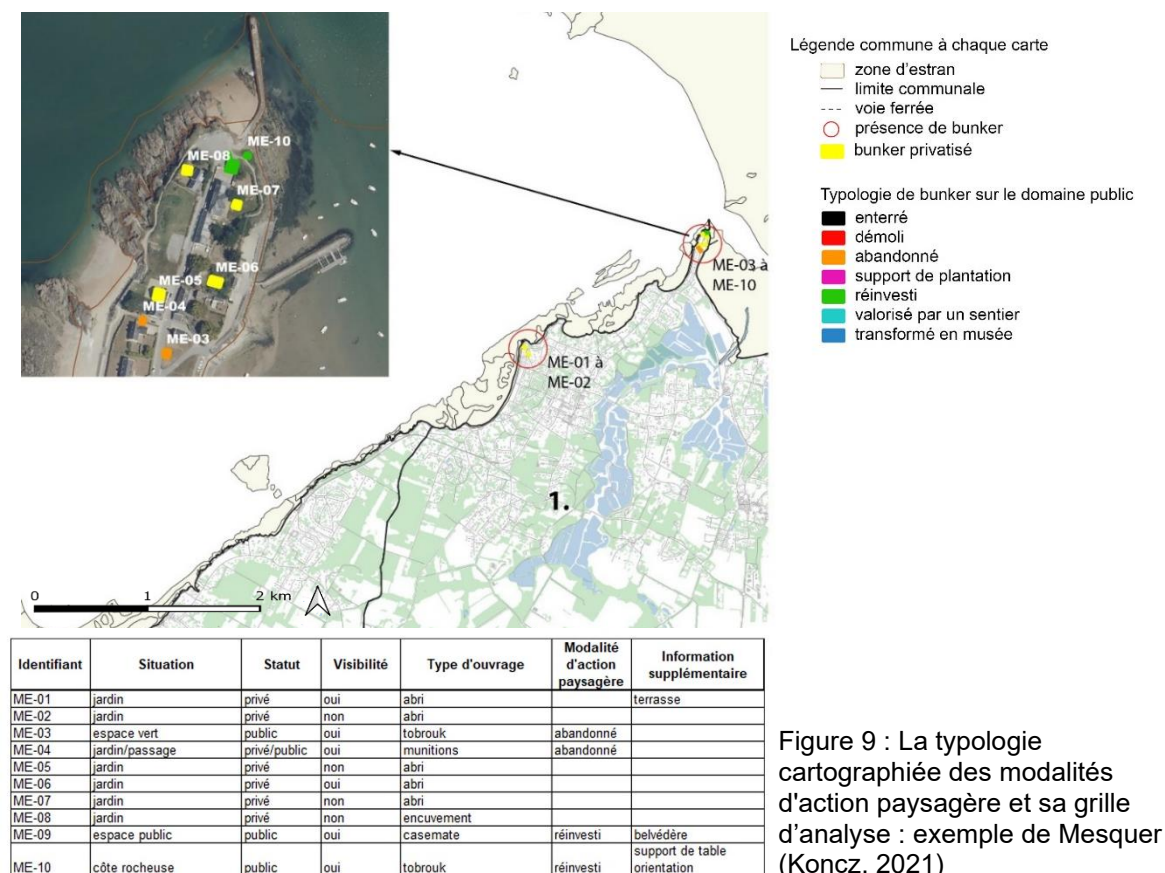 ME-10
ME-08
ME-07
ME-06
ME-05
ME-04
ME-03
ME-03 à
ME-10
ME-01 à
ME-02
1.
0 1 2 km
Légende commune à chaque carte
zone d'estran
limite communale
voie ferrée
présence de bunker
bunker privatisé
Typologie de bunker sur le domaine public
enterré
démoli
abandonné
support de plantation
réinvesti
valorisé par un sentier
transformé en musée
Identifiant Situation Statut Visibilité Type d'ouvrage Modalité d'action paysagère Information supplémentaire
ME-01 jardin privé oui abri terrasse
ME-02 jardin privé non abri
ME-03 espace vert public oui tobrouk abandonné
ME-04 jardin/passage privé/public oui munitions abandonné
ME-05 jardin privé non abri
ME-06 jardin privé oui abri
ME-07 jardin privé non abri
ME-08 jardin privé non encuvement
ME-09 espace public public oui casemate réinvesti belvédère
ME-10 côte rocheuse public oui tobrouk réinvesti support de table orientation
Figure 9 : La typologie
cartographiée des modalités
d'action paysagère et sa grille
d'analyse : exemple de Mesquer
(Koncz, 2021)